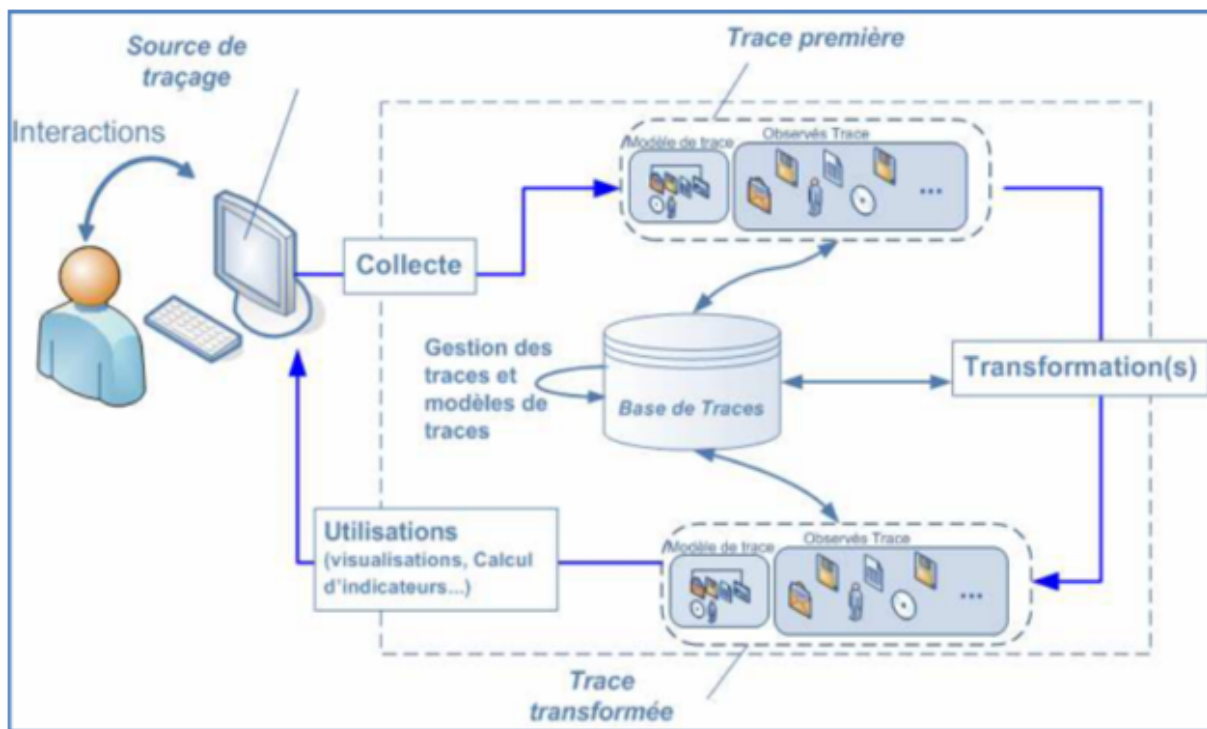 Source de
traçage
Trace première
Interactions
Modèle de trace
Observés Trace
...
Collecte
Gestion des
traces et
modèles de
traces
Base de Traces
Transformation(s)
Utilisations
(visualisations, Calcul
d'indicateurs...)
Modèle de trace
Observés Trace
...
Trace
transformée